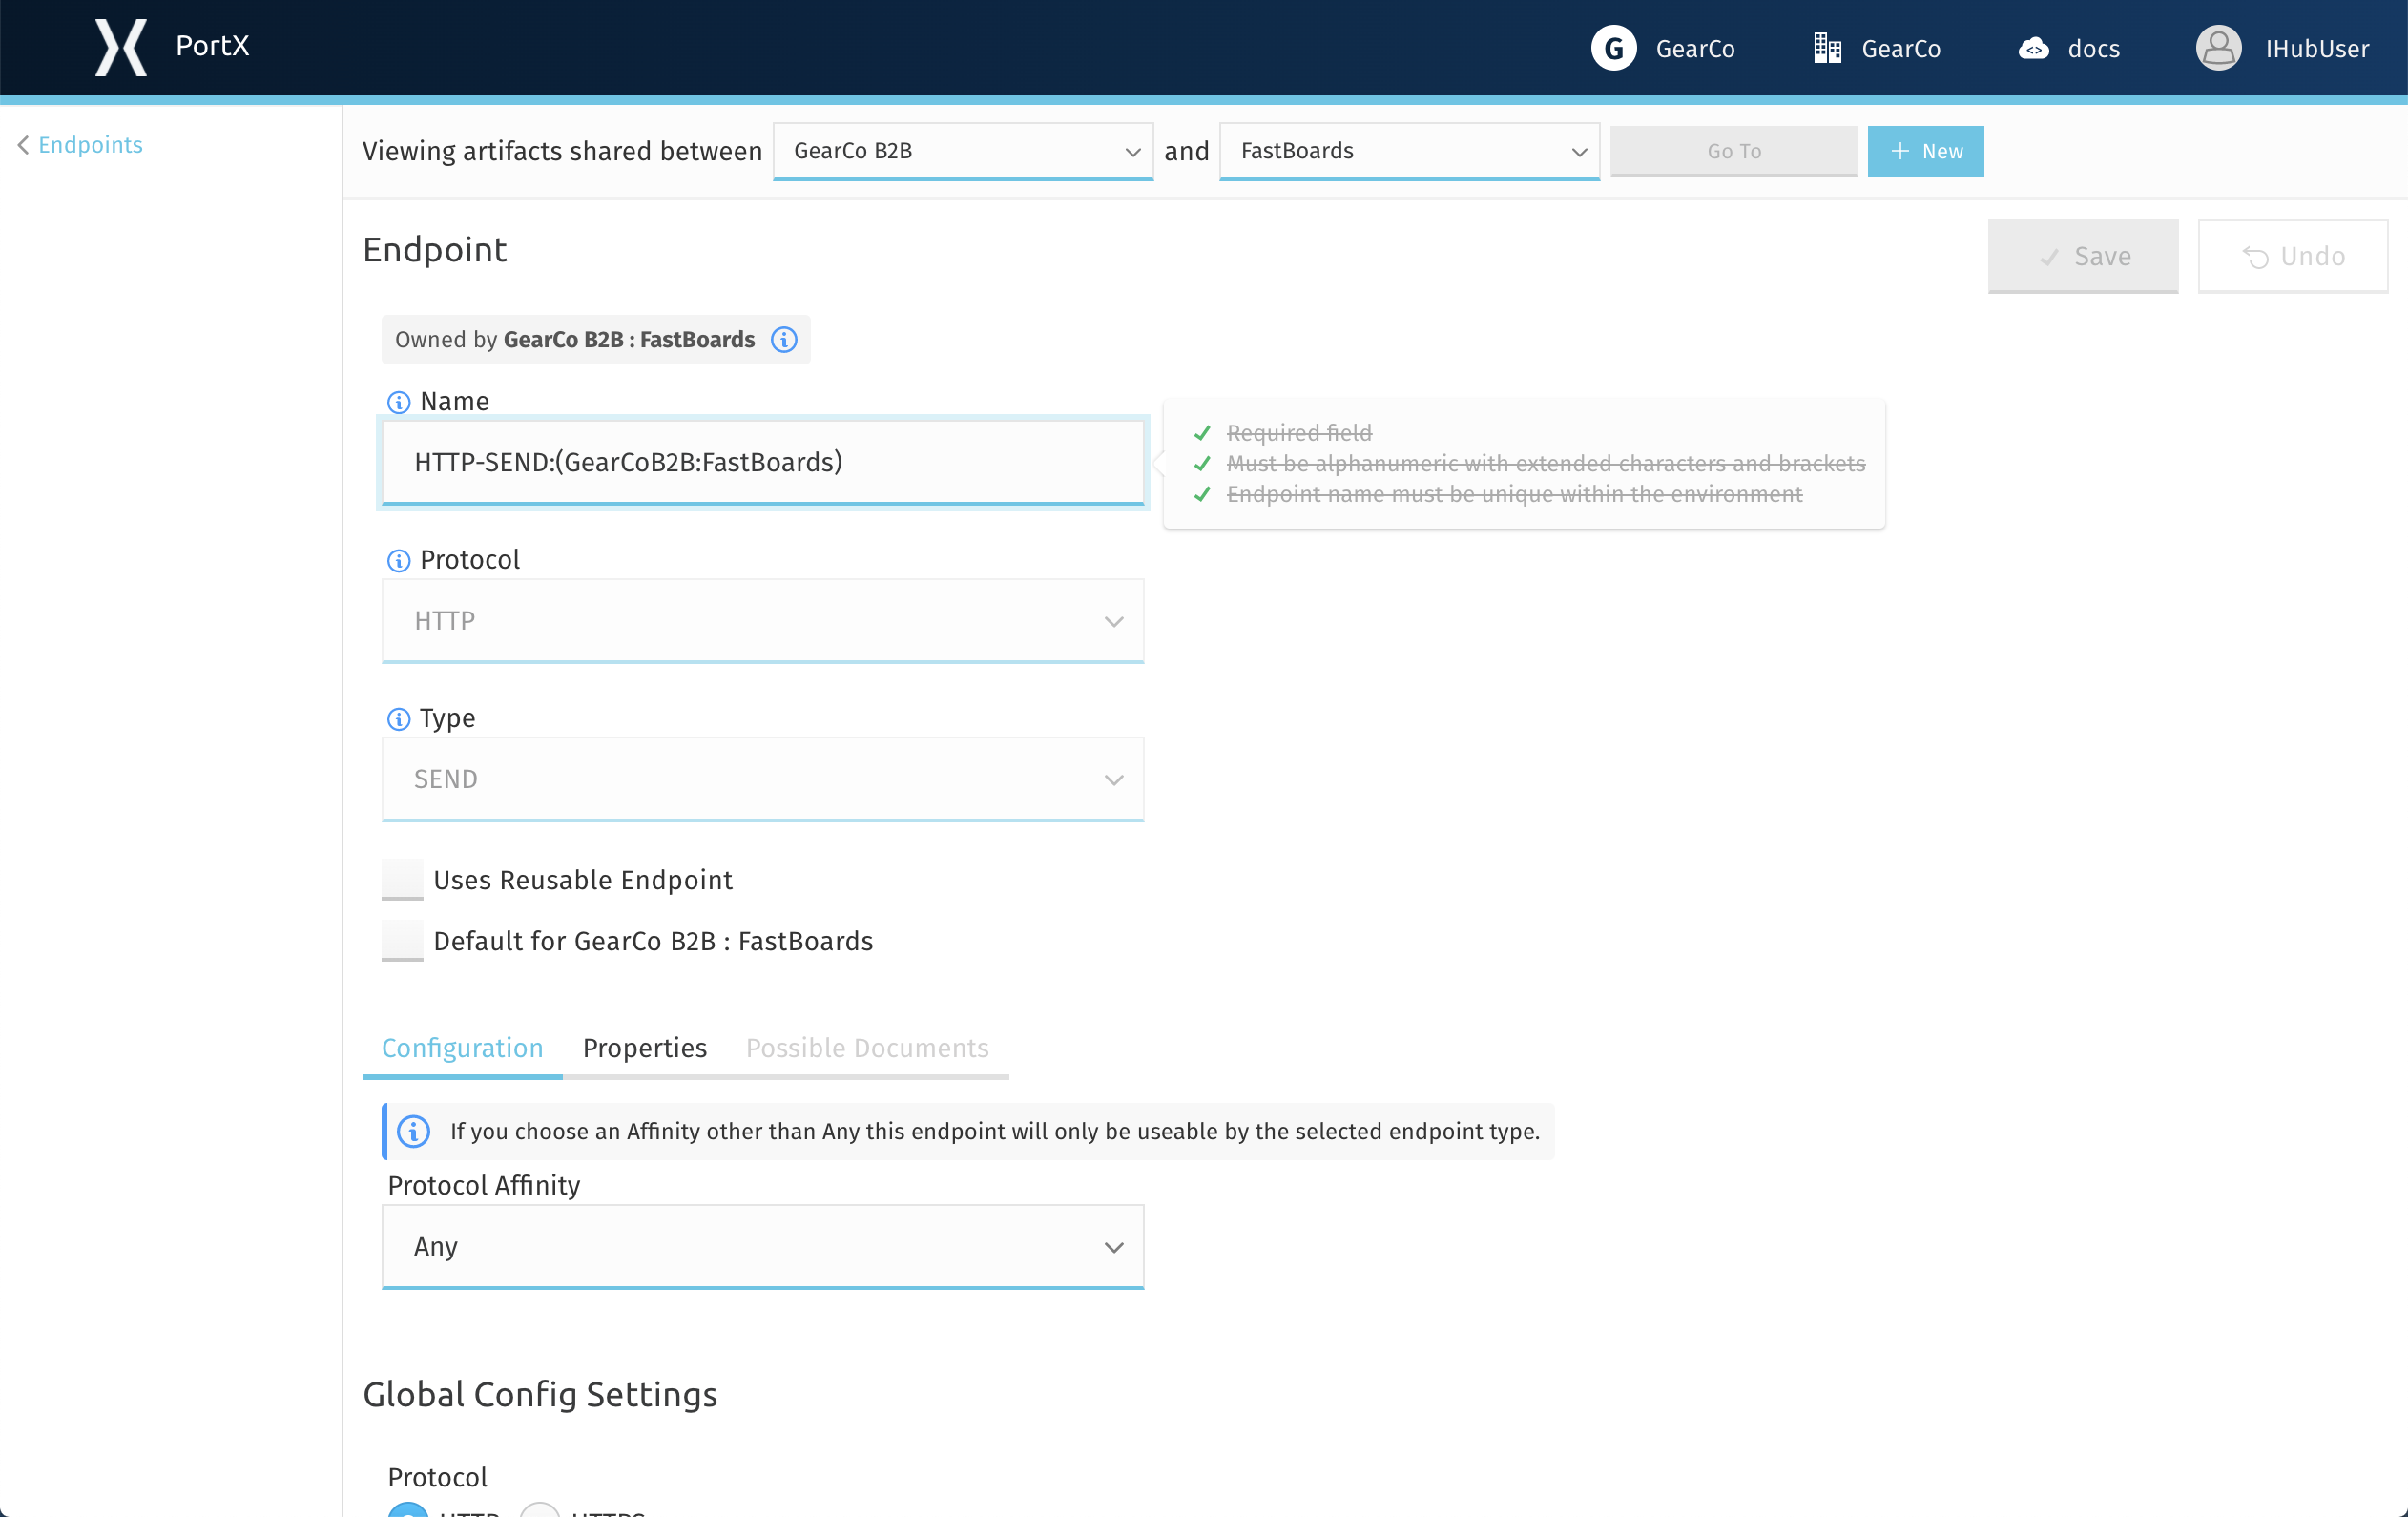 PortX
G GearCo
GearCo
docs
IHubUser
Endpoints
Viewing artifacts shared between GearCo B2B and FastBoards Go To + New
Endpoint
Save
Undo
Owned by GearCo B2B : FastBoards
Name
HTTP-SEND:(GearCoB2B:FastBoards)
Required field
Must be alphanumeric with extended characters and brackets
Endpoint name must be unique within the environment
Protocol
HTTP
Type
SEND
Uses Reusable Endpoint
Default for GearCo B2B : FastBoards
Configuration Properties Possible Documents
If you choose an Affinity other than Any this endpoint will only be useable by the selected endpoint type.
Protocol Affinity
Any
Global Config Settings
Protocol
HTTP HTTPS